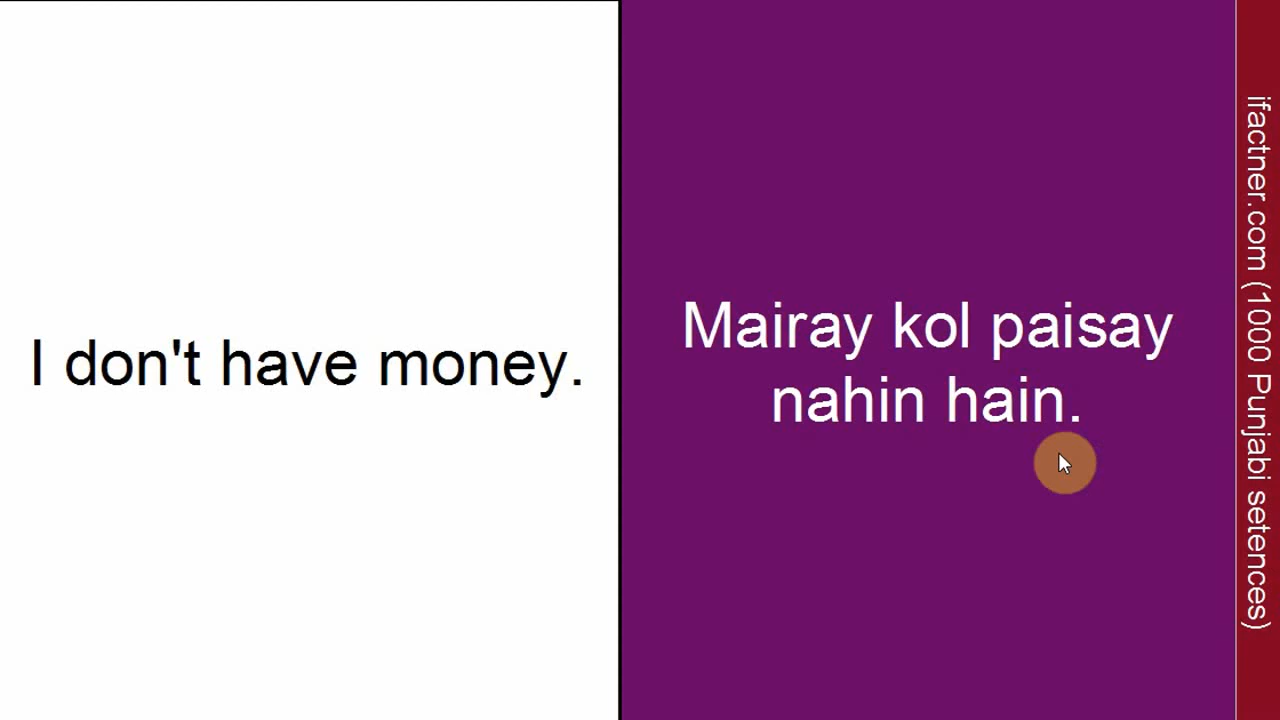 I don't have money.
Mairay kol paisay
nahin hain.
ifactner.com (1000 Punjabi setences)